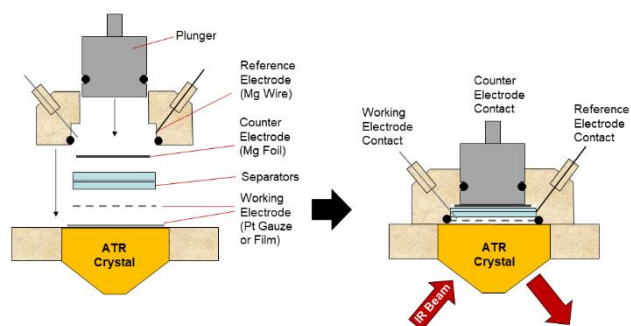 Plunger
Reference
Electrode
(Mg Wire)
Counter
Electrode
(Mg Foil)
Separators
Working
Electrode
(Pt Gauze
or Film)
ATR
Crystal
Counter
Electrode
Contact
Working
Electrode
Contact
Reference
Electrode
Contact
ATR
Crystal
IR Beam